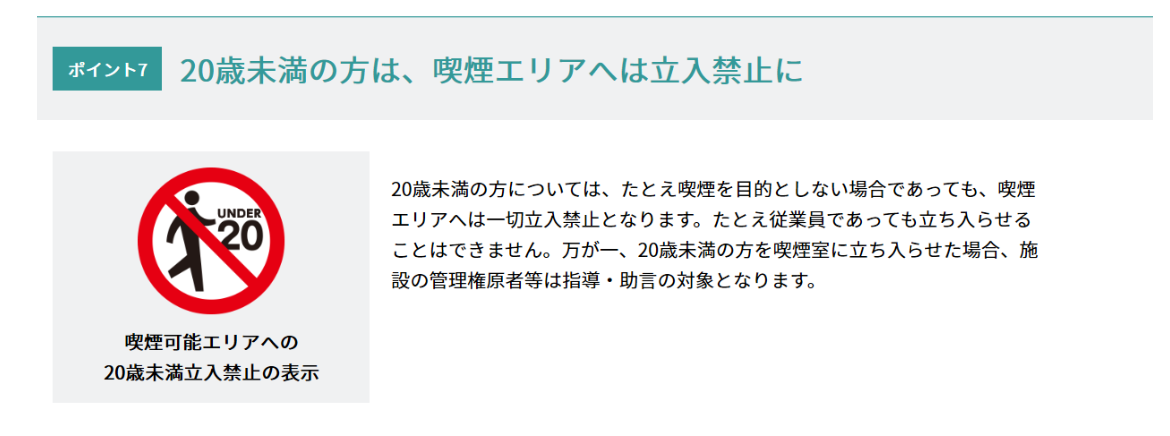 ポイント7
20歳未満の方は、喫煙エリアへは立入禁止に
UNDER
20
喫煙可能エリアへの
20歳未満立入禁止の表示
20歳未満の方については、たとえ喫煙を目的としない場合であっても、喫煙
エリアへは一切立入禁止となります。たとえ従業員であっても立ち入らせる
ことはできません。万が一、20歳未満の方を喫煙室に立ち入らせた場合、施
設の管理権原者等は指導・助言の対象となります。